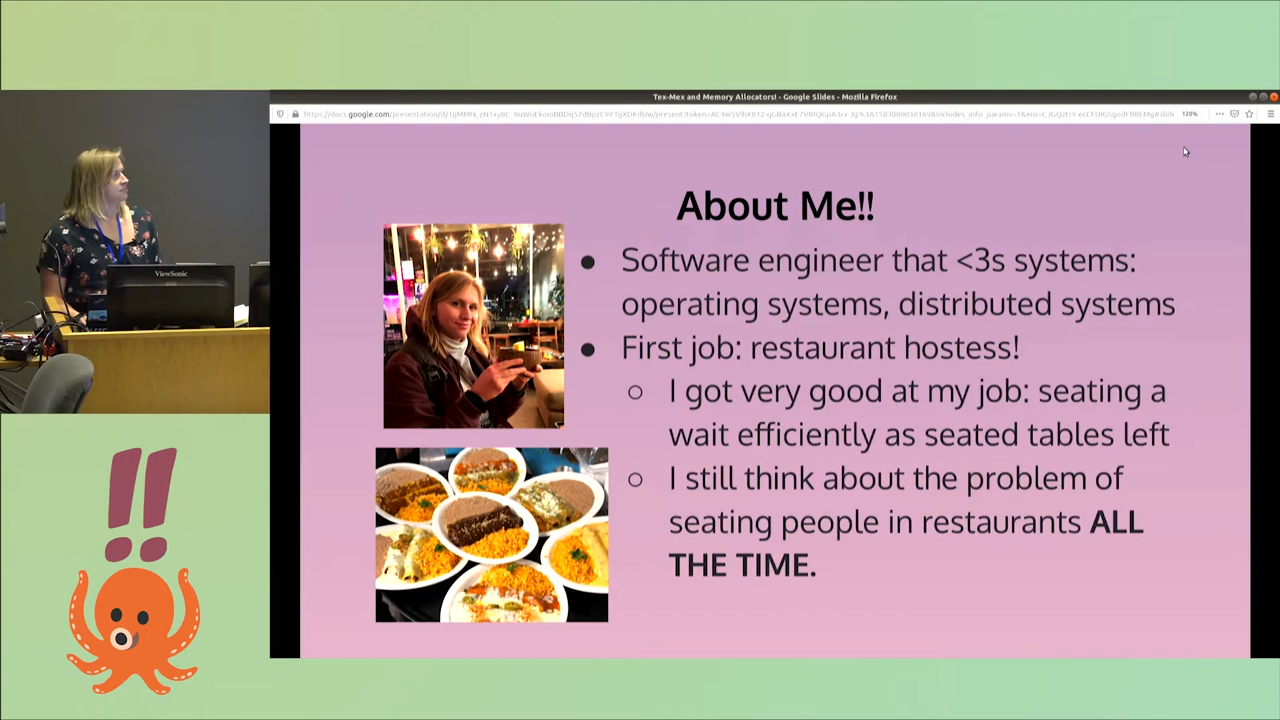 Tex-Mex and Memory Allocators! - Google Slides - Mozilla Firefox
120%
About Me!!
● Software engineer that <3s systems:
operating systems, distributed systems
● First job: restaurant hostess!
○ I got very good at my job: seating a
wait efficiently as seated tables left
○ I still think about the problem of
seating people in restaurants ALL
THE TIME.
ViewSonic
!!